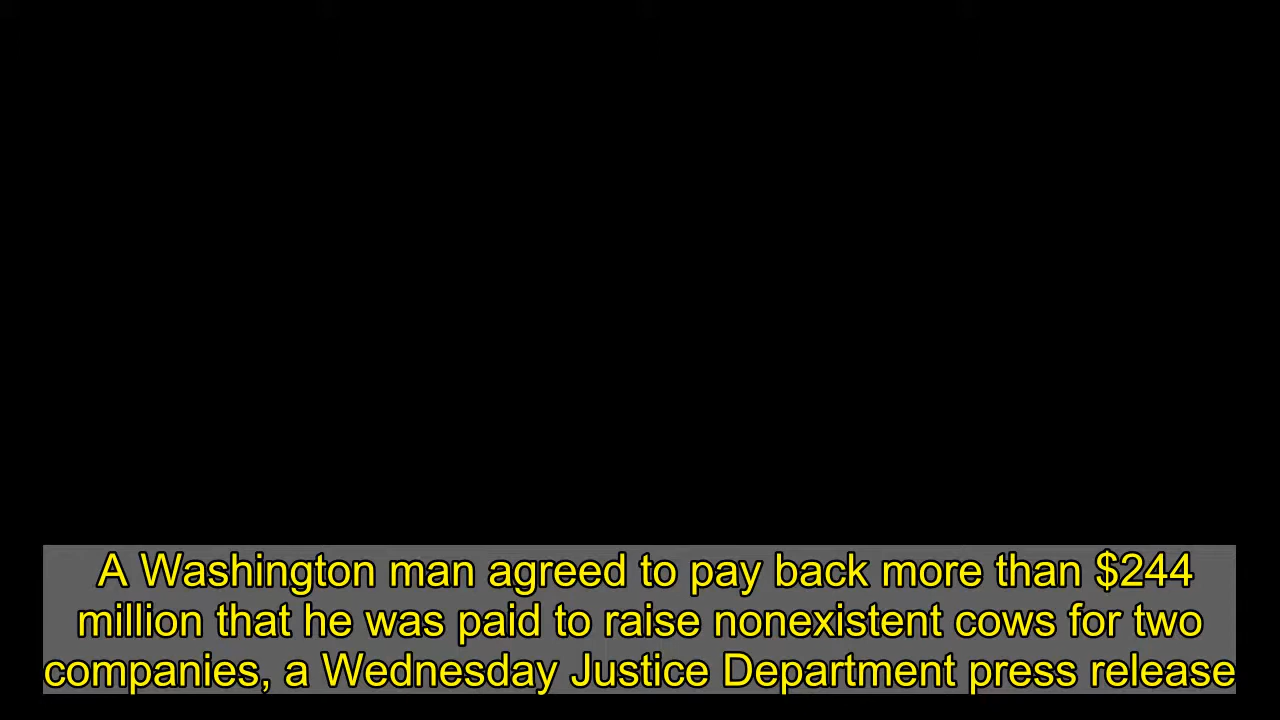 A Washington man agreed to pay back more than $244
million that he was paid to raise nonexistent cows for two
companies, a Wednesday Justice Department press release